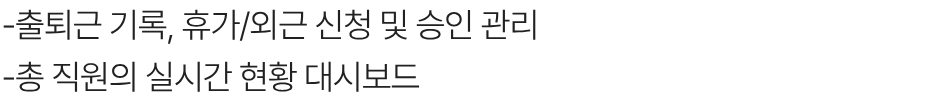 -출퇴근 기록, 휴가/외근 신청 및 승인 관리
-총 직원의 실시간 현황 대시보드